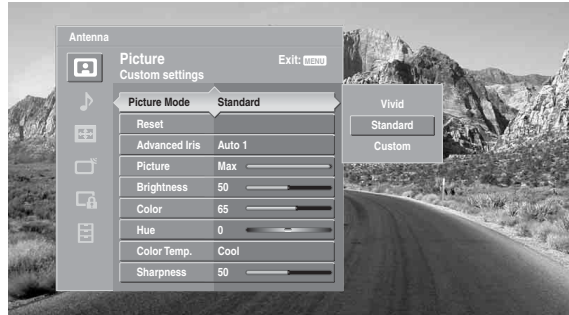 Antenna
Picture Exit: MENU
Custom settings
Picture Mode Standard
Reset
Advanced Iris Auto 1
Picture Max
Brightness 50
Color 65
Hue 0
Color Temp. Cool
Sharpness 50
Vivid
Standard
Custom